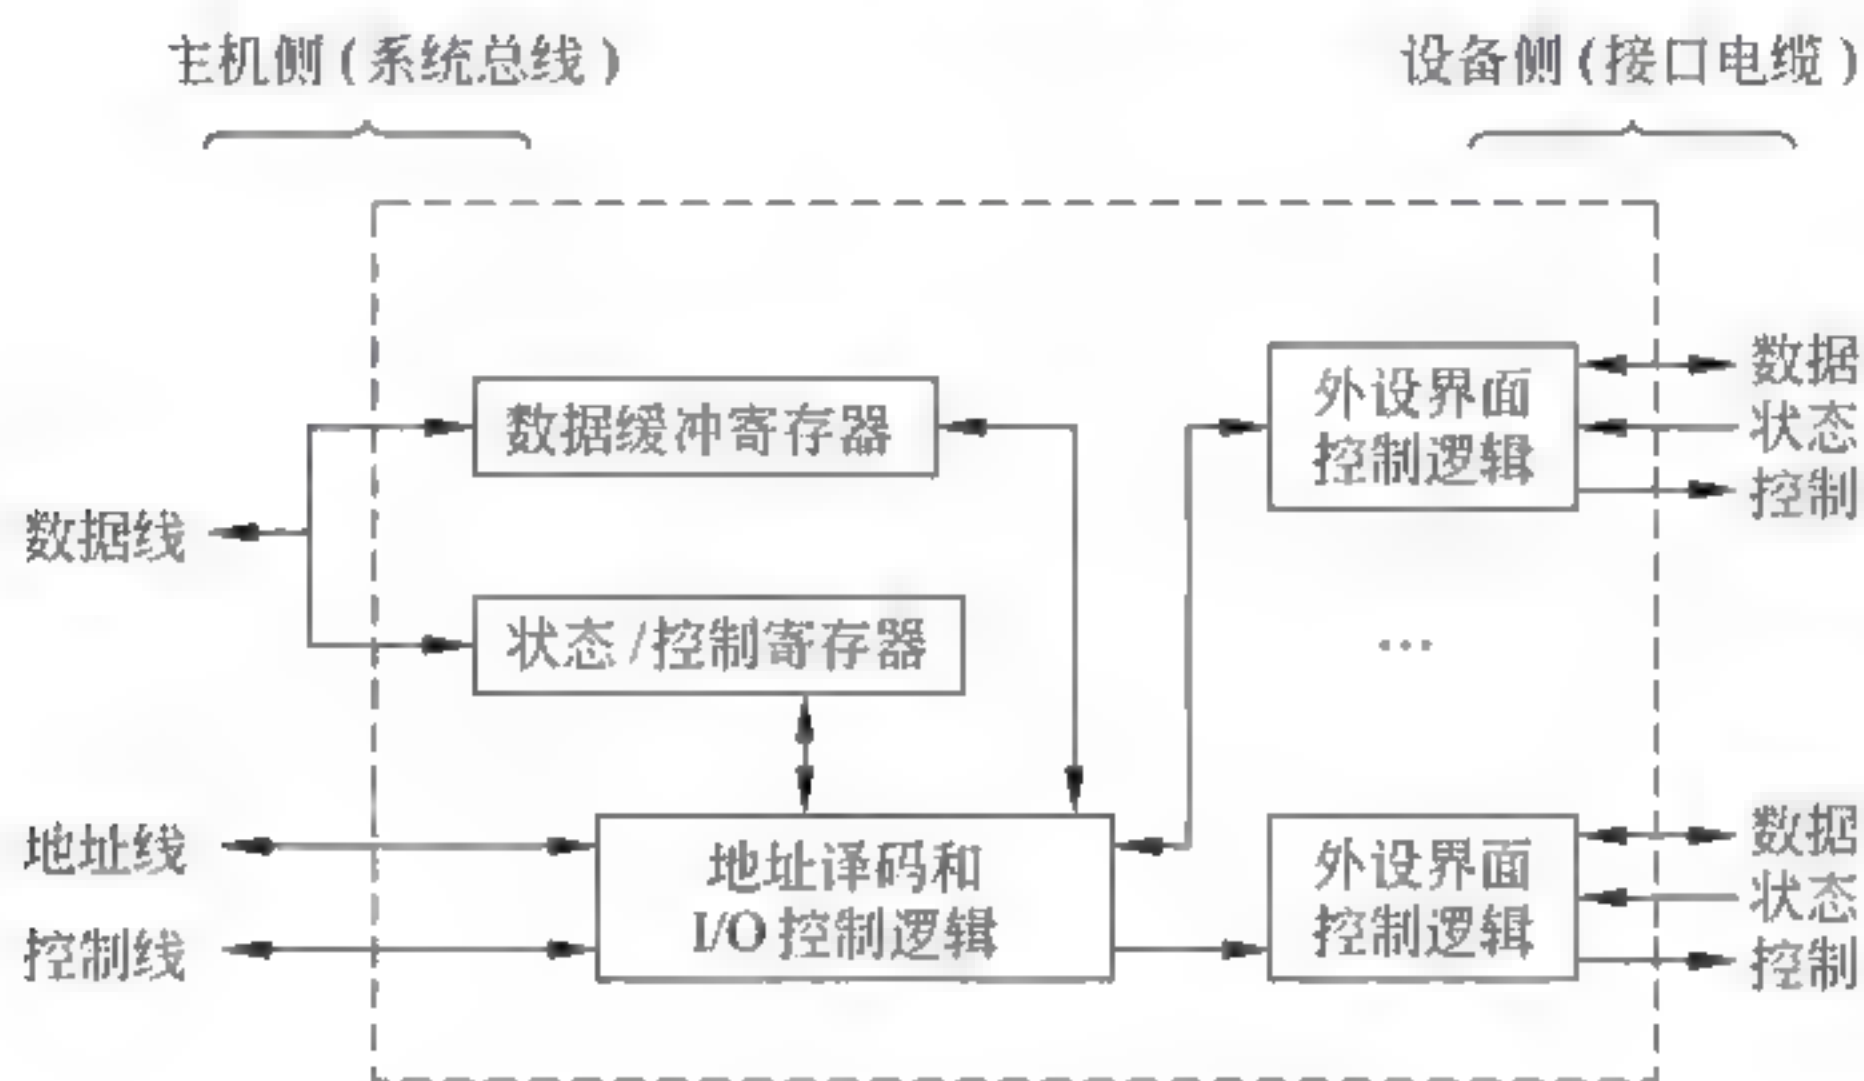 主机侧(系统总线)
设备侧(接口电缆)
数据缓冲寄存器
外设界面
控制逻辑
数据
状态
控制
数据线
状态/控制寄存器
...
地址线
控制线
地址译码和
I/O控制逻辑
外设界面
控制逻辑
数据
状态
控制